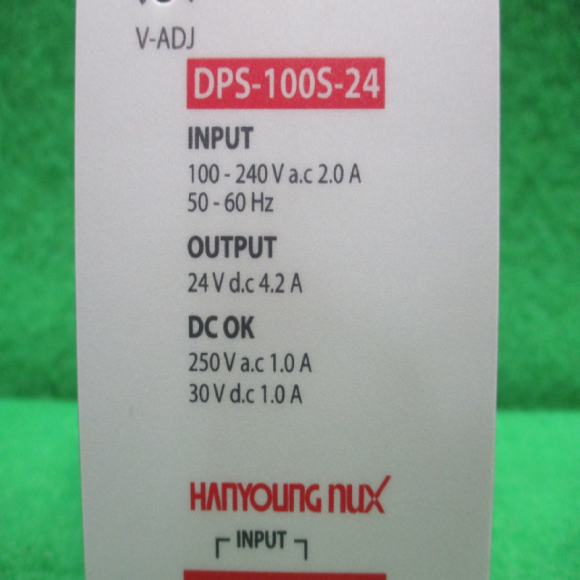 V-ADJ
DPS-100S-24
INPUT
100 - 240 V a.c 2.0 A
50 - 60 Hz
OUTPUT
24 V d.c 4.2 A
DC OK
250 V a.c 1.0 A
30 V d.c 1.0 A
HANYOUNG NUX
INPUT